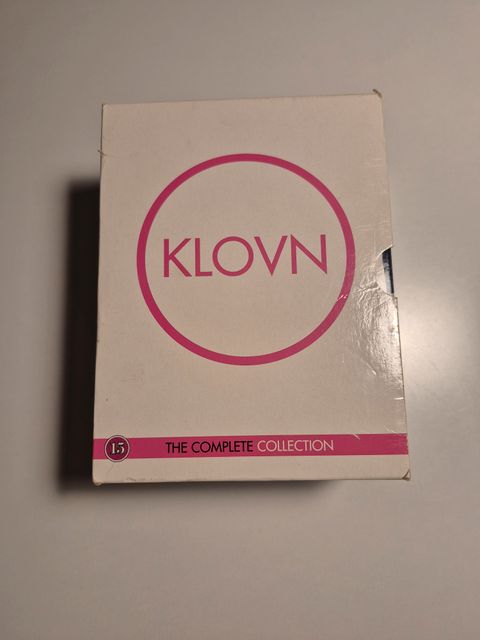 KLOVN
15 THE COMPLETE COLLECTION